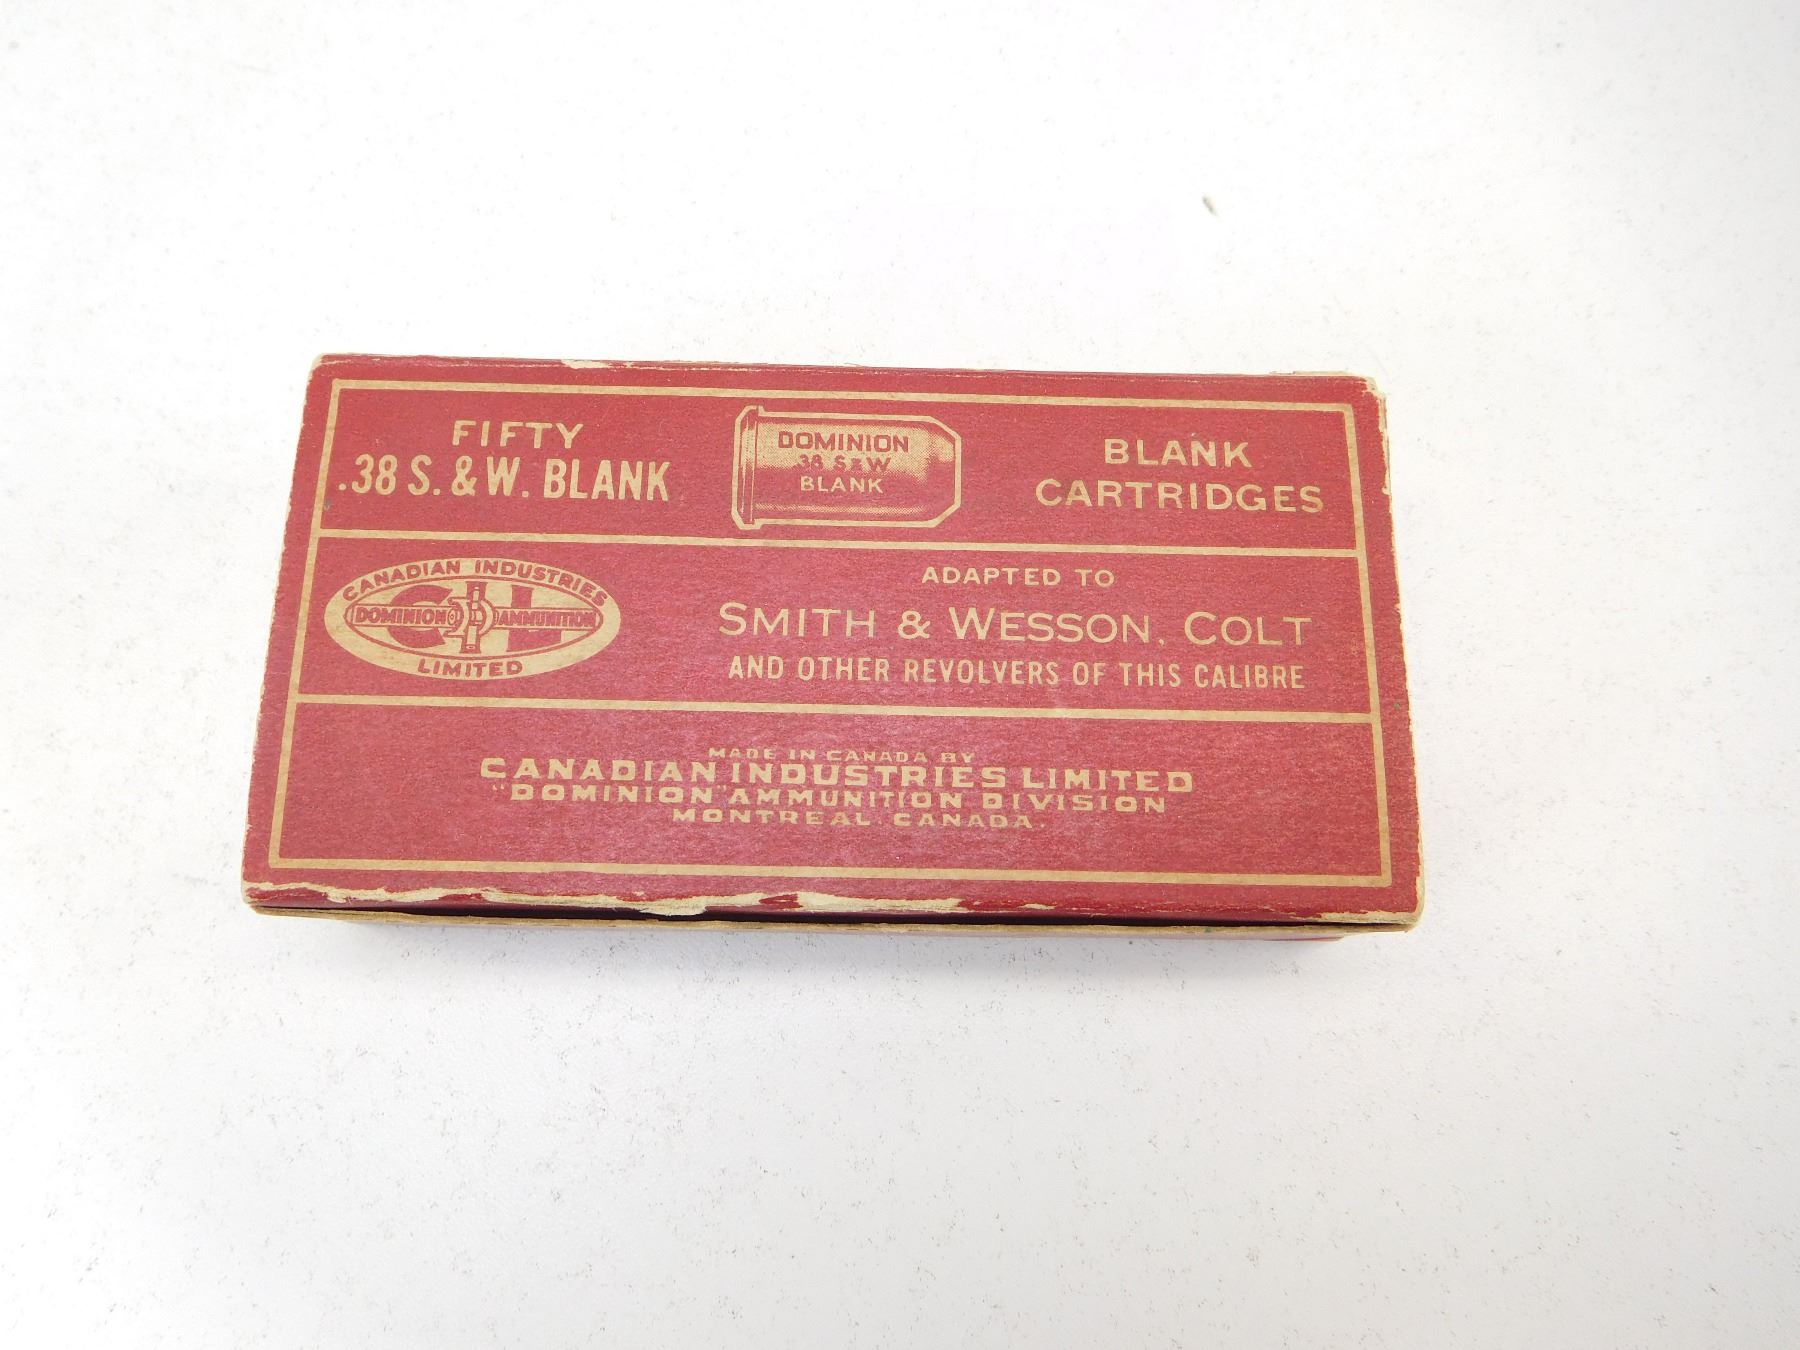 FIFTY
.38 S. & W. BLANK
DOMINION
.38 S & W
BLANK
BLANK
CARTRIDGES
CANADIAN INDUSTRIES
CIL
DOMINION AMMUNITION
LIMITED
ADAPTED TO
SMITH & WESSON, COLT
AND OTHER REVOLVERS OF THIS CALIBRE
MADE IN CANADA BY
CANADIAN INDUSTRIES LIMITED
"DOMINION" AMMUNITION DIVISION
MONTREAL, CANADA.